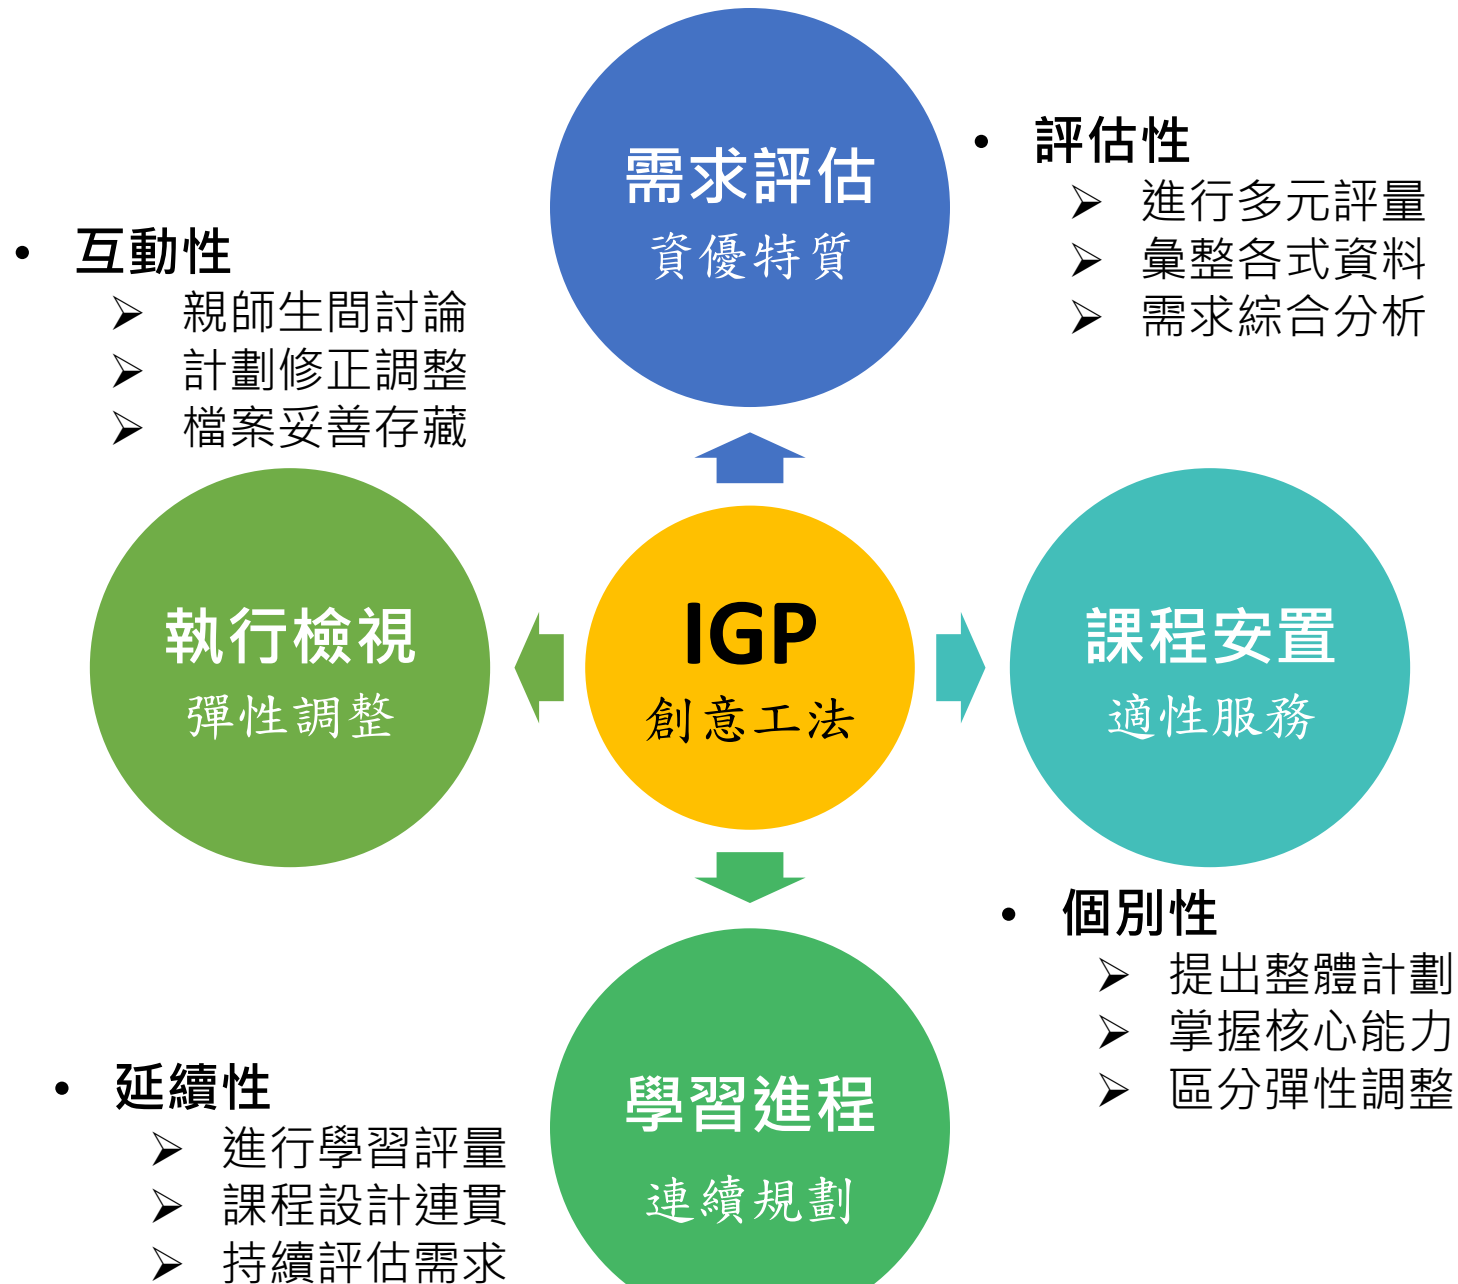 需求評估
資優特質
• 評估性
➢ 進行多元評量
➢ 彙整各式資料
➢ 需求綜合分析
• 互動性
➢ 親師生間討論
➢ 計劃修正調整
➢ 檔案妥善存藏
執行檢視
彈性調整
IGP
創意工法
課程安置
適性服務
• 個別性
➢ 提出整體計劃
➢ 掌握核心能力
➢ 區分彈性調整
• 延續性
➢ 進行學習評量
➢ 課程設計連貫
➢ 持續評估需求
學習進程
連續規劃